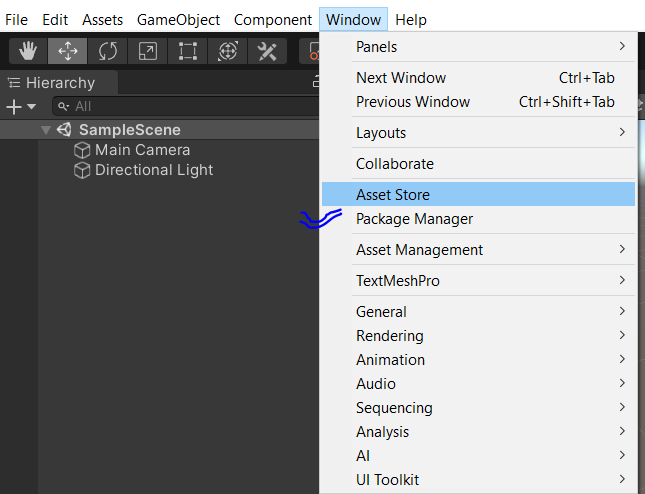 File Edit Assets GameObject Component Window Help
Hierarchy
All
SampleScene
Main Camera
Directional Light
Panels
Next Window Ctrl+Tab
Previous Window Ctrl+Shift+Tab
Layouts
Collaborate
Asset Store
Package Manager
Asset Management
TextMeshPro
General
Rendering
Animation
Audio
Sequencing
Analysis
AI
UI Toolkit